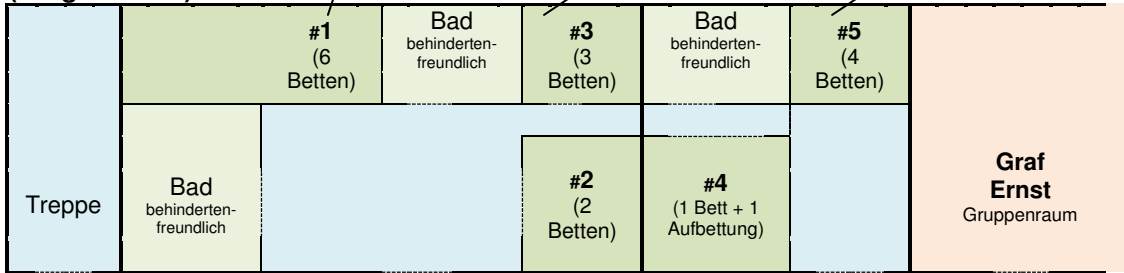 #1
(6
Betten)
Bad
behinderten-
freundlich
#3
(3
Betten)
Bad
behinderten-
freundlich
#5
(4
Betten)
Treppe
Bad
behinderten-
freundlich
#2
(2
Betten)
#4
(1 Bett + 1
Aufbettung)
Graf
Ernst
Gruppenraum